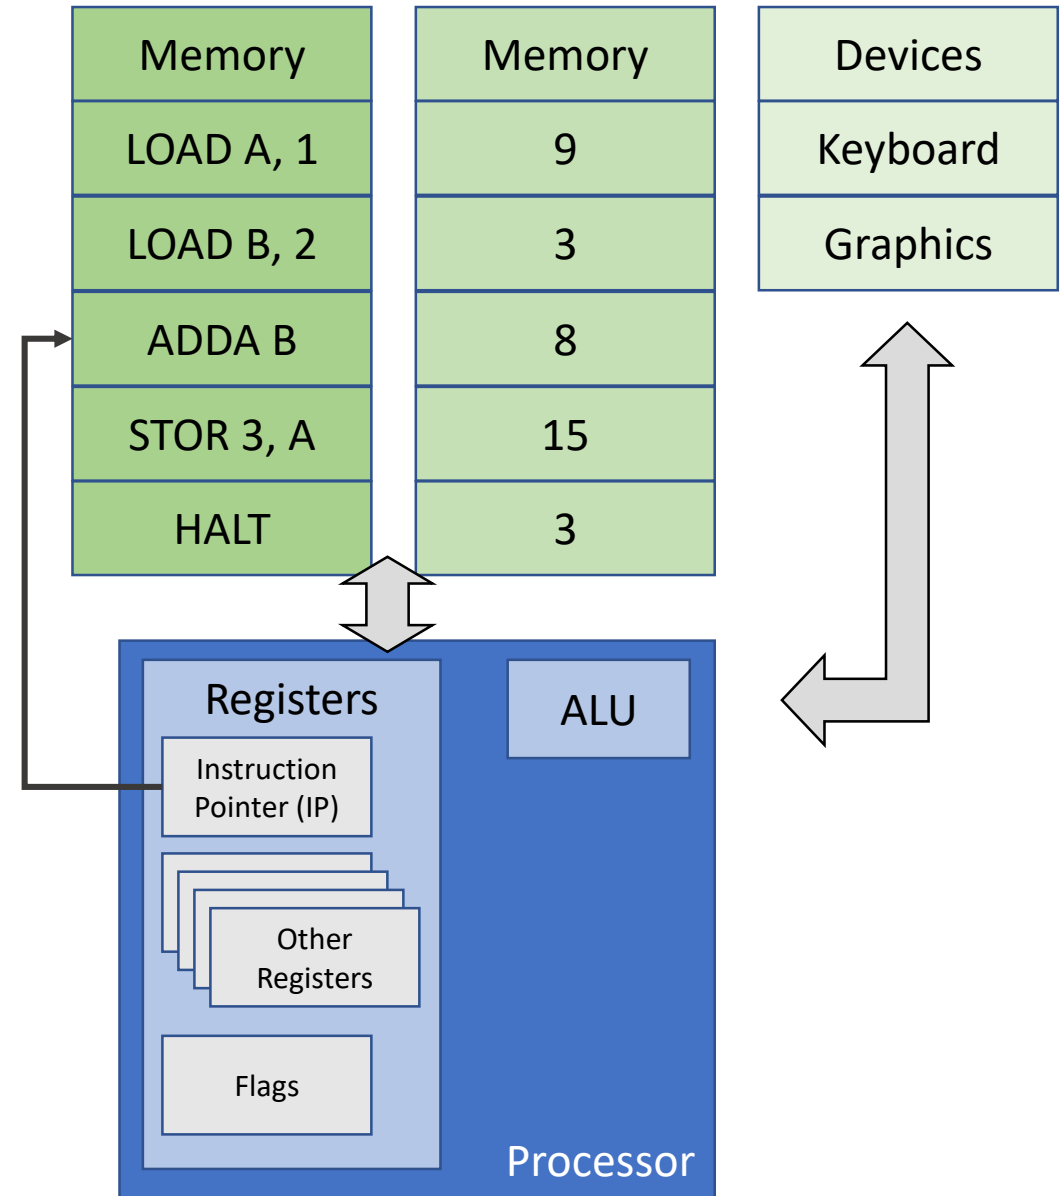 Memory
LOAD A, 1
LOAD B, 2
ADDA B
STOR 3, A
HALT
Memory
9
3
8
15
3
Devices
Keyboard
Graphics
Registers
Instruction
Pointer (IP)
Other
Registers
Flags
ALU
Processor